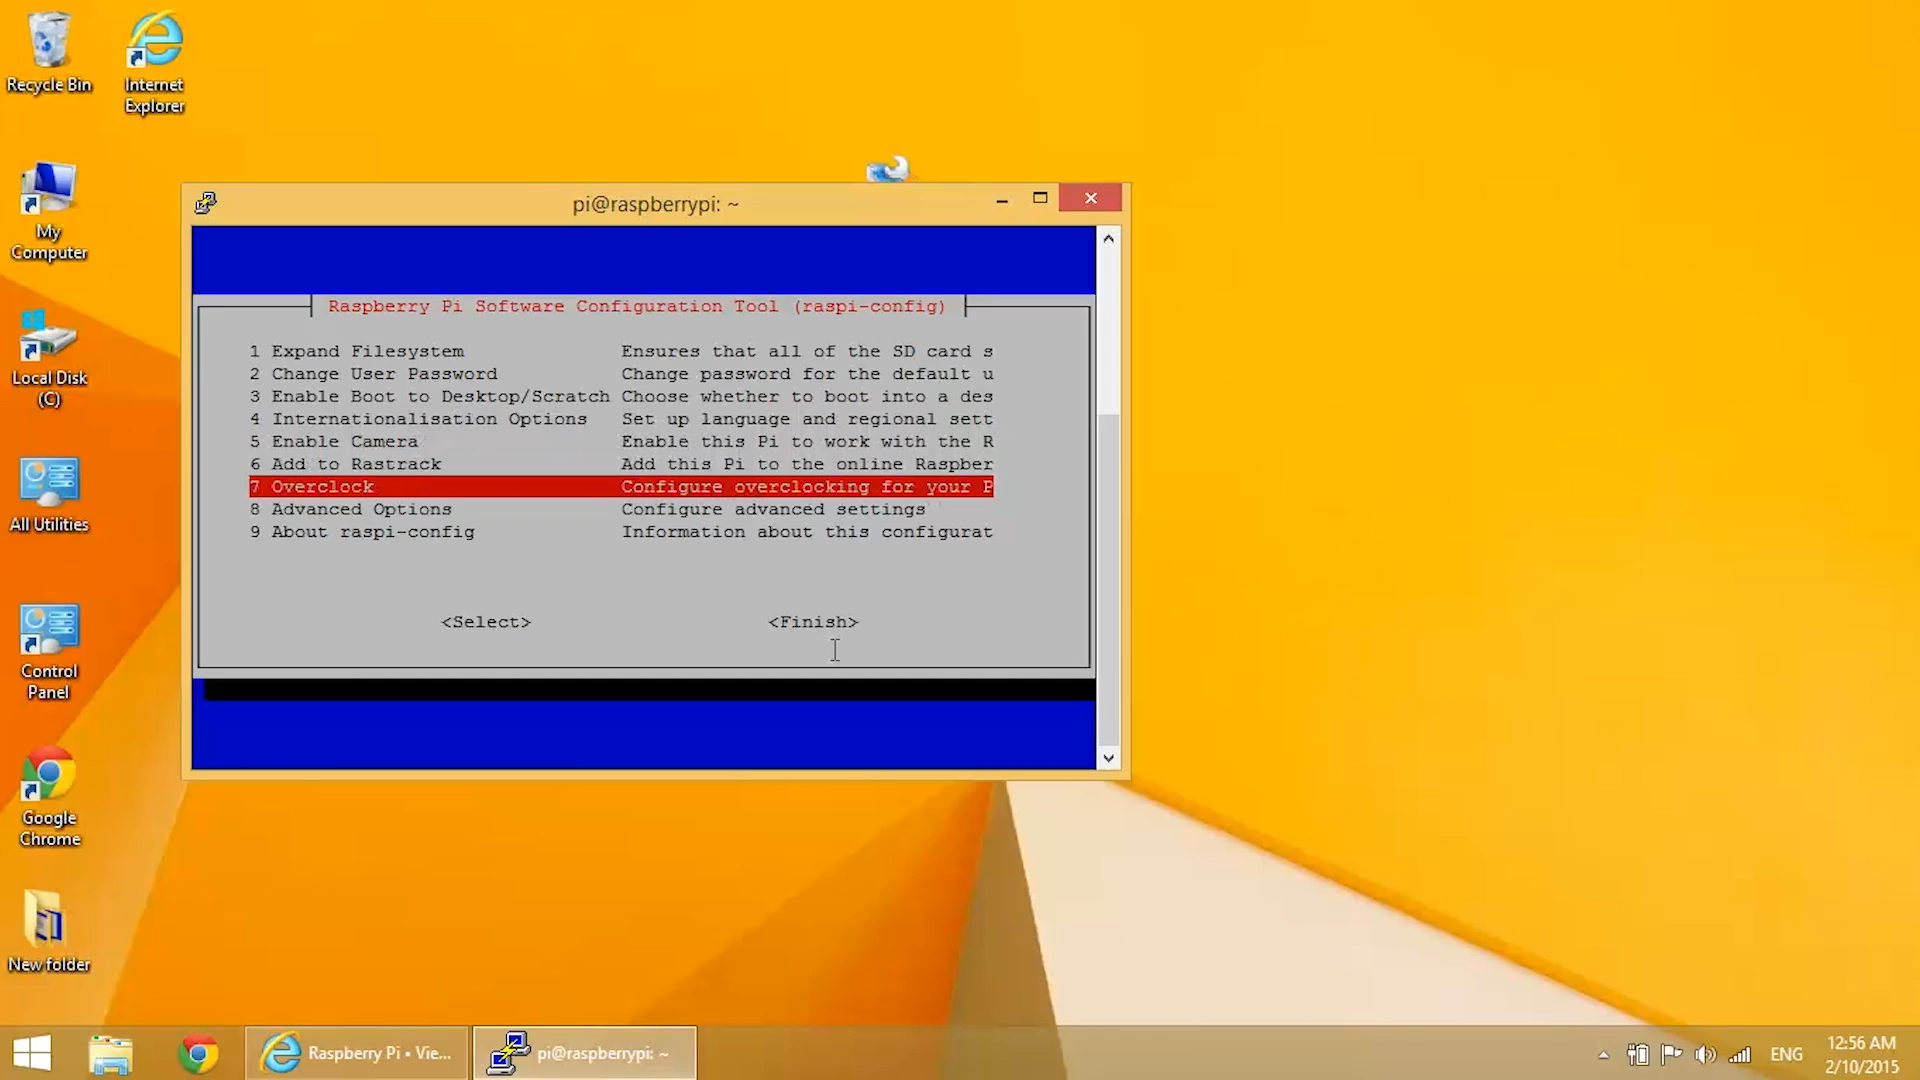 Recycle Bin
Internet
Explorer
My
Computer
Local Disk
(C)
All Utilities
Control
Panel
Google
Chrome
New folder
pi@raspberrypi: ~
Raspberry Pi Software Configuration Tool (raspi-config)
1 Expand Filesystem Ensures that all of the SD card s
2 Change User Password Change password for the default u
3 Enable Boot to Desktop/Scratch Choose whether to boot into a des
4 Internationalisation Options Set up language and regional sett
5 Enable Camera Enable this Pi to work with the R
6 Add to Rastrack Add this Pi to the online Raspber
7 Overclock Configure overclocking for your P
8 Advanced Options Configure advanced settings
9 About raspi-config Information about this configurat
<Select> <Finish>
Raspberry Pi • Vie...
pi@raspberrypi: ~
ENG
12:56 AM
2/10/2015